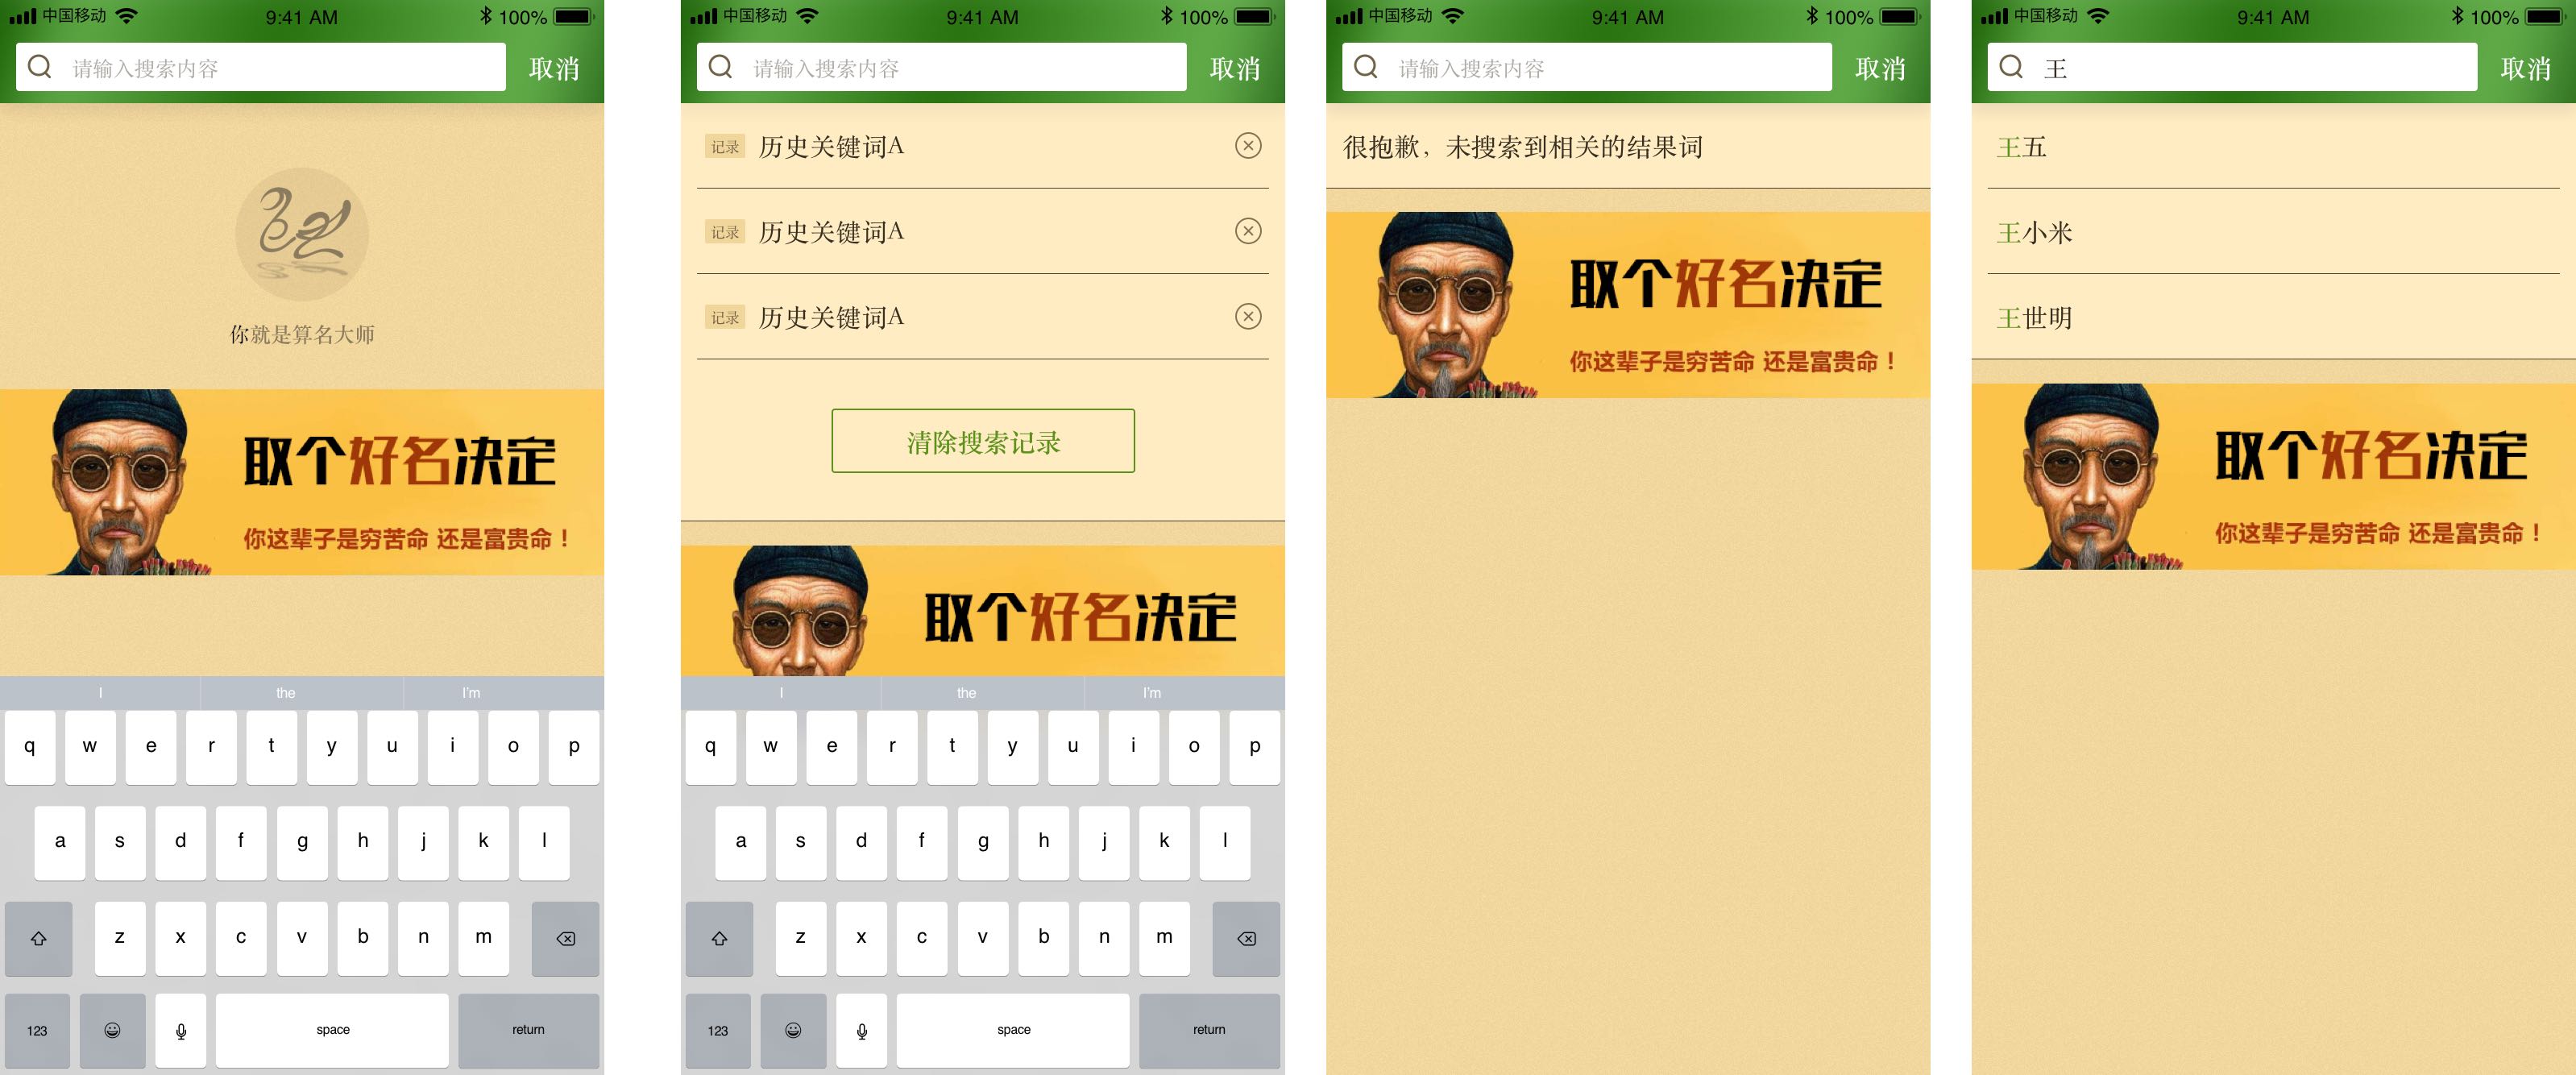 中国移动 9:41 AM 100%
请输入搜索内容 取消
你就是算名大师
取个好名决定
你这辈子是穷苦命 还是富贵命！
I the I'm
q w e r t y u i o p
a s d f g h j k l
z x c v b n m
123 space return
中国移动 9:41 AM 100%
请输入搜索内容 取消
记录 历史关键词A
记录 历史关键词A
记录 历史关键词A
清除搜索记录
取个好名决定
I the I'm
q w e r t y u i o p
a s d f g h j k l
z x c v b n m
123 space return
中国移动 9:41 AM 100%
请输入搜索内容 取消
很抱歉，未搜索到相关的结果词
取个好名决定
你这辈子是穷苦命 还是富贵命！
中国移动 9:41 AM 100%
王 取消
王五
王小米
王世明
取个好名决定
你这辈子是穷苦命 还是富贵命！